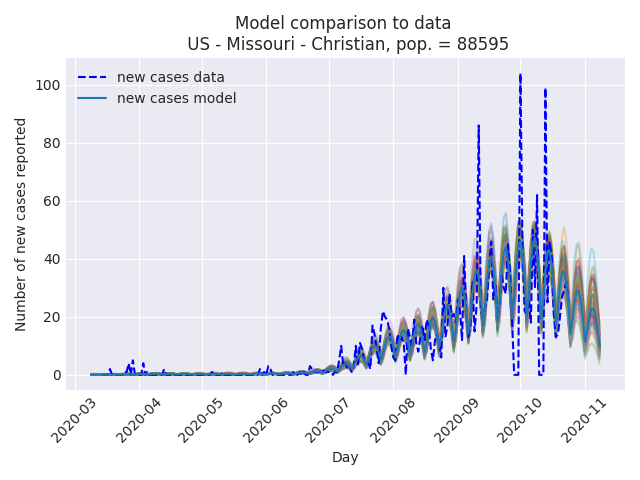 Model comparison to data
US - Missouri - Christian, pop. = 88595
new cases data
new cases model
Number of new cases reported
100
80
60
40
20
0
2020-03
2020-04
2020-05
2020-06
2020-07
2020-08
2020-09
2020-10
2020-11
Day